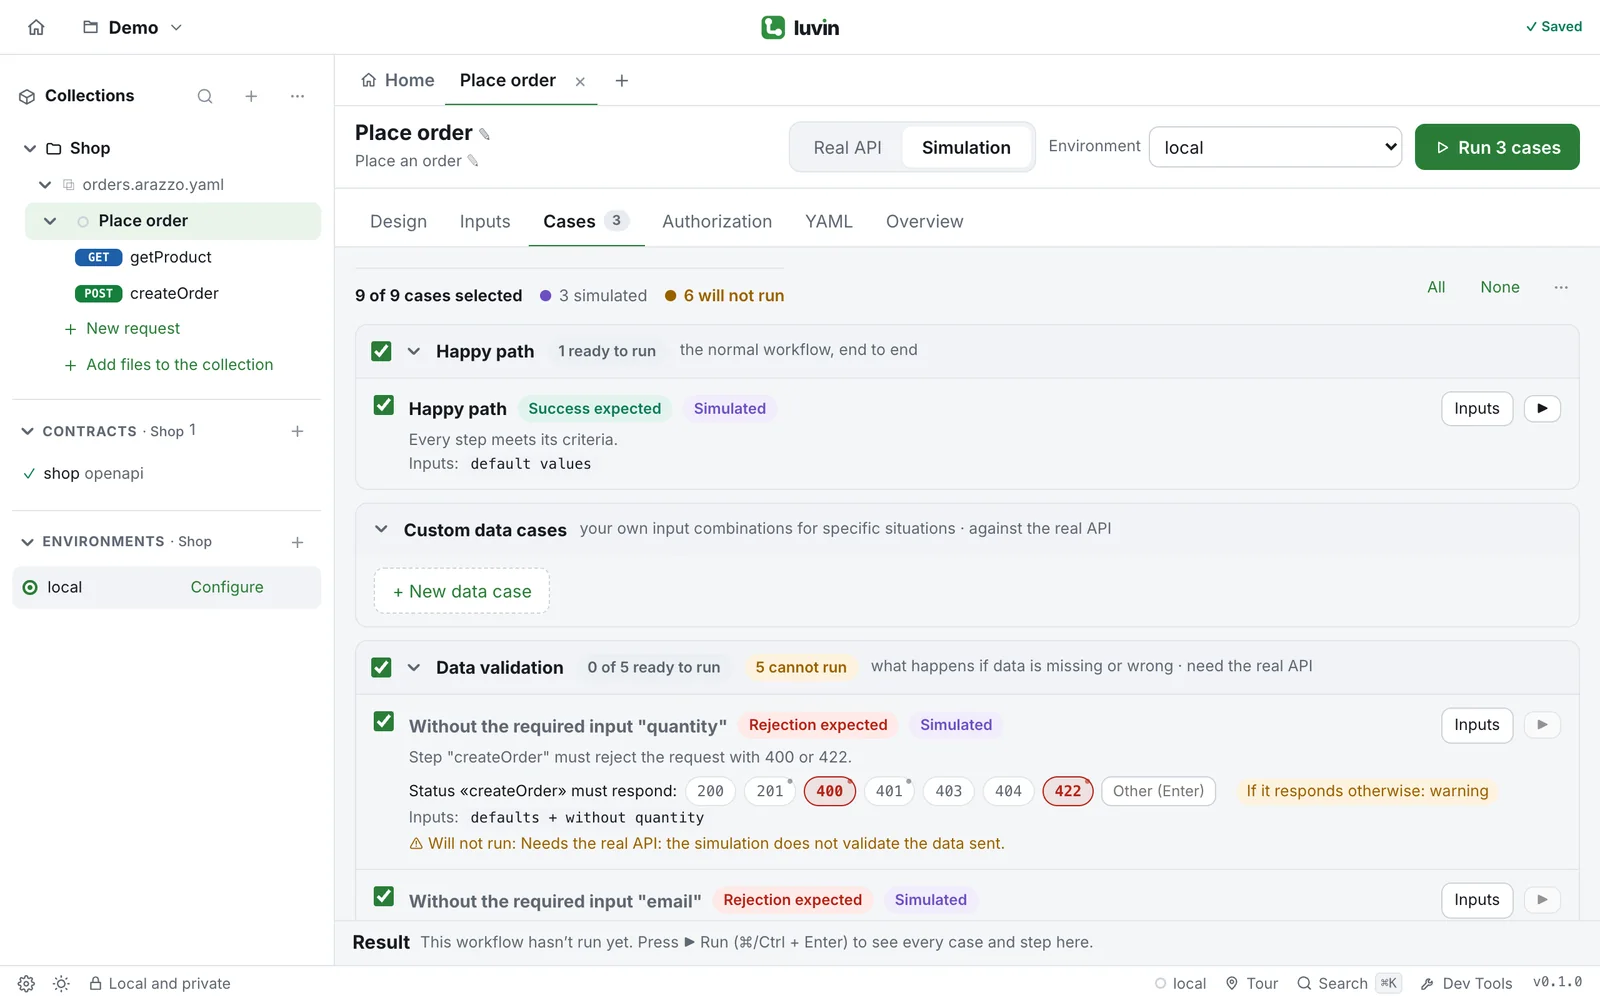 Demo
luvin
✓ Saved
Collections
Shop
orders.arazzo.yaml
Place order
GET getProduct
POST createOrder
+ New request
+ Add files to the collection
CONTRACTS · Shop 1
shop openapi
ENVIRONMENTS · Shop
local Configure
Home Place order
Place order
Place an order
Real API Simulation Environment local Run 3 cases
Design Inputs Cases 3 Authorization YAML Overview
9 of 9 cases selected 3 simulated 6 will not run All None ...
Happy path 1 ready to run the normal workflow, end to end
Happy path Success expected Simulated Inputs
Every step meets its criteria.
Inputs: default values
Custom data cases your own input combinations for specific situations · against the real API
+ New data case
Data validation 0 of 5 ready to run 5 cannot run what happens if data is missing or wrong · need the real API
Without the required input "quantity" Rejection expected Simulated Inputs
Step "createOrder" must reject the request with 400 or 422.
Status «createOrder» must respond: 200 201 400 401 403 404 422 Other (Enter) If it responds otherwise: warning
Inputs: defaults + without quantity
⚠ Will not run: Needs the real API: the simulation does not validate the data sent.
Without the required input "email" Rejection expected Simulated Inputs
Result This workflow hasn't run yet. Press ▶ Run (⌘/Ctrl + Enter) to see every case and step here.
Local and private
local Tour Search ⌘K Dev Tools v0.1.0